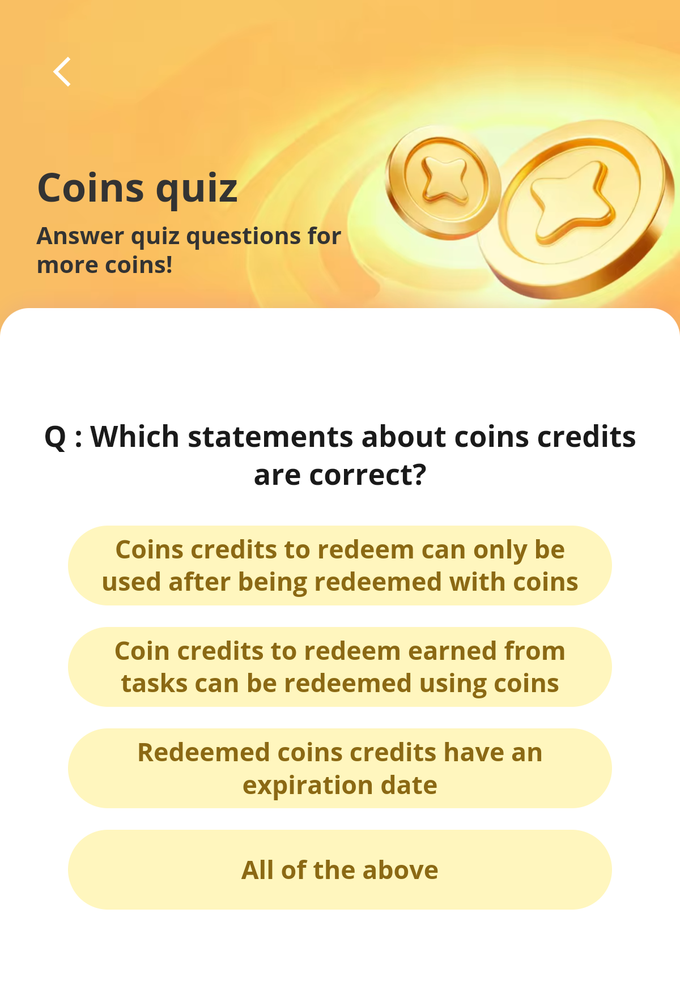 Coins quiz
Answer quiz questions for
more coins!
Q : Which statements about coins credits
are correct?
Coins credits to redeem can only be
used after being redeemed with coins
Coin credits to redeem earned from
tasks can be redeemed using coins
Redeemed coins credits have an
expiration date
All of the above